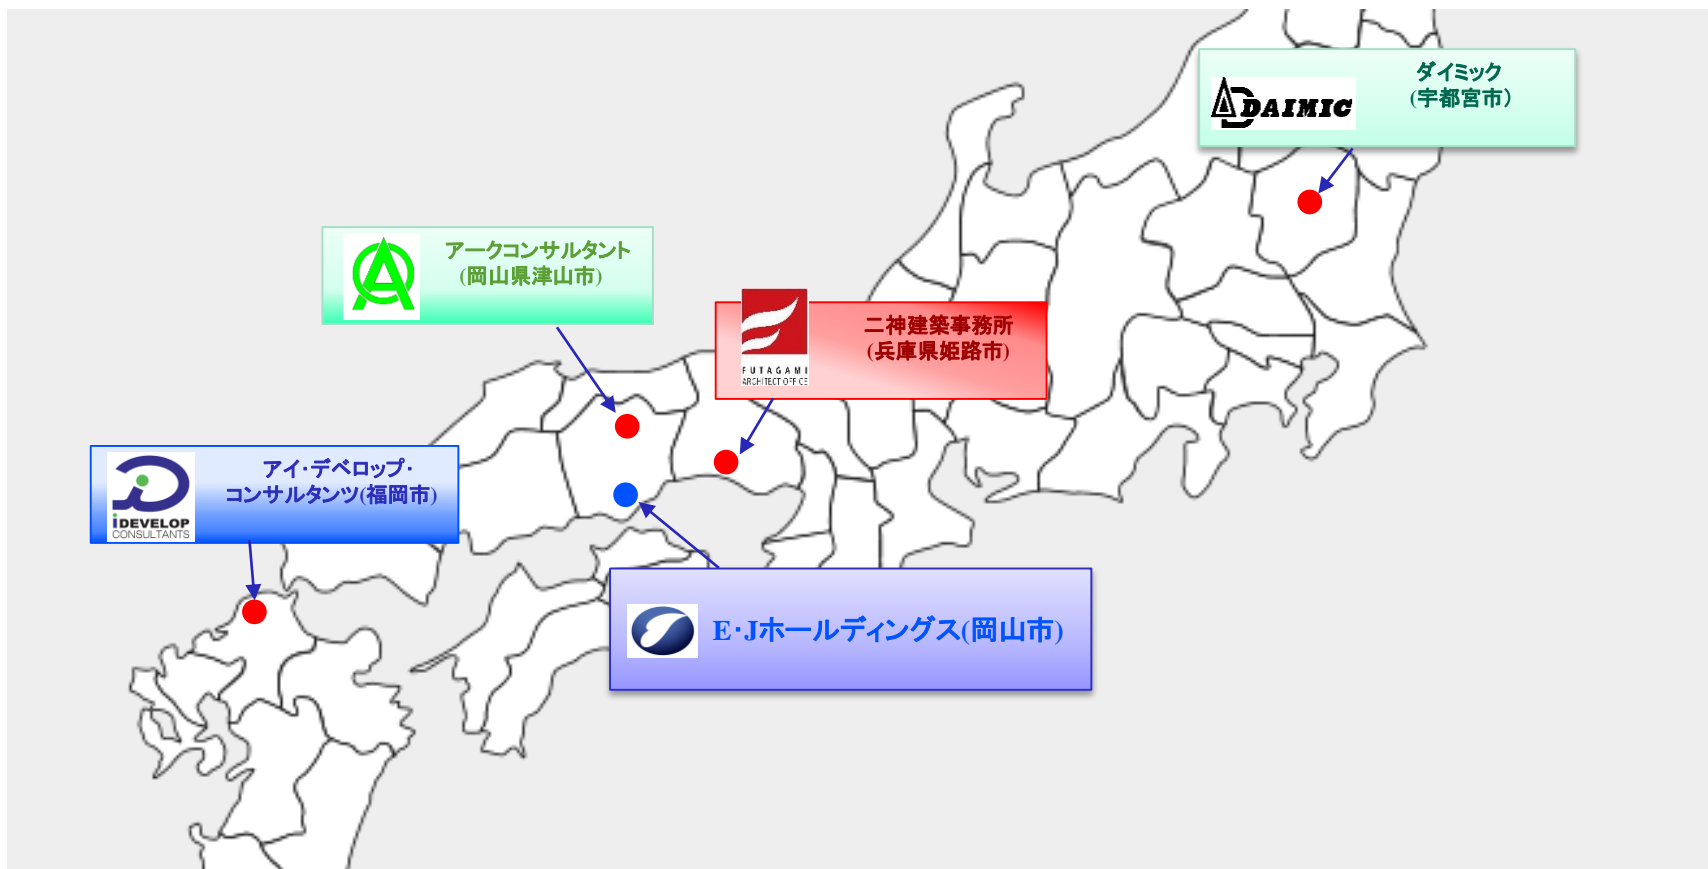 ダイミック
(宇都宮市）
DAIMIC
アークコンサルタント
(岡山県津山市)
二神建築事務所
(兵庫県姫路市)
FUTAGAMI
ARCHITECT OFFICE
アイ・デベロップ・
コンサルタンツ(福岡市)
iDEVELOP
CONSULTANTS
E・Jホールディングス(岡山市)